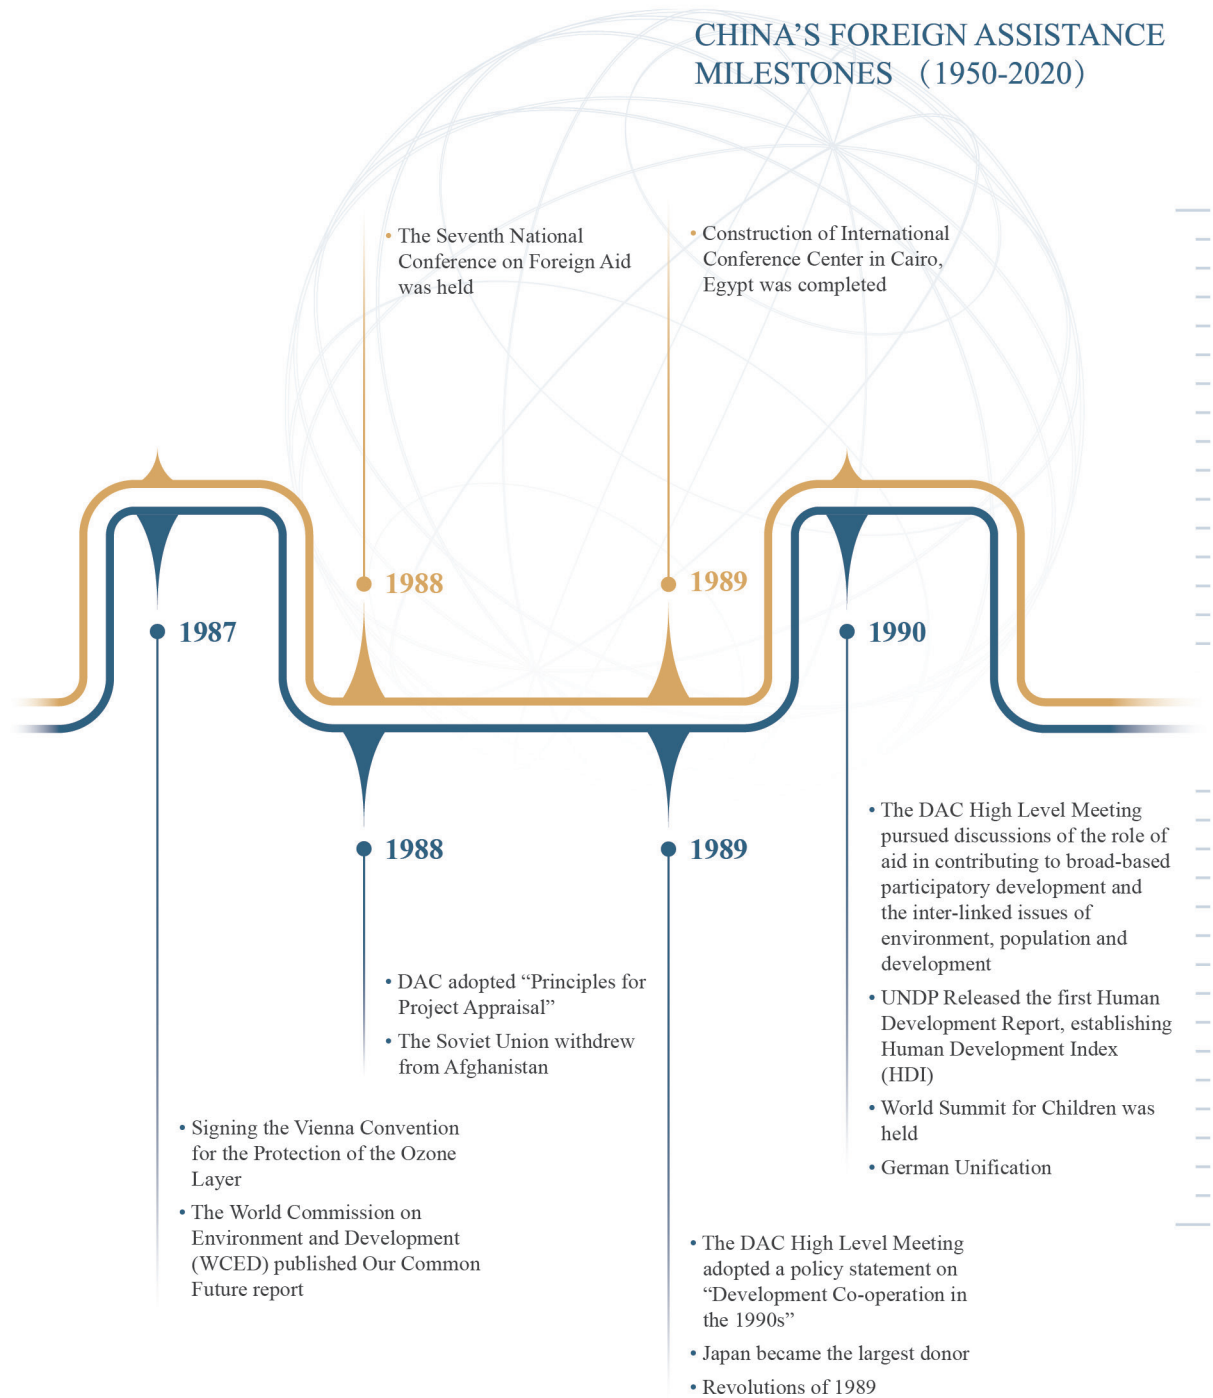 CHINA’S FOREIGN ASSISTANCE
MILESTONES （1950-2020）
• The Seventh National
Conference on Foreign Aid
was held
• Construction of International
Conference Center in Cairo,
Egypt was completed
1988
1989
1987
1990
1988
1989
• Signing the Vienna Convention
for the Protection of the Ozone
Layer
• The World Commission on
Environment and Development
(WCED) published Our Common
Future report
• DAC adopted “Principles for
Project Appraisal”
• The Soviet Union withdrew
from Afghanistan
• The DAC High Level Meeting
adopted a policy statement on
“Development Co-operation in
the 1990s”
• Japan became the largest donor
• Revolutions of 1989
• The DAC High Level Meeting
pursued discussions of the role of
aid in contributing to broad-based
participatory development and
the inter-linked issues of
environment, population and
development
• UNDP Released the first Human
Development Report, establishing
Human Development Index
(HDI)
• World Summit for Children was
held
• German Unification